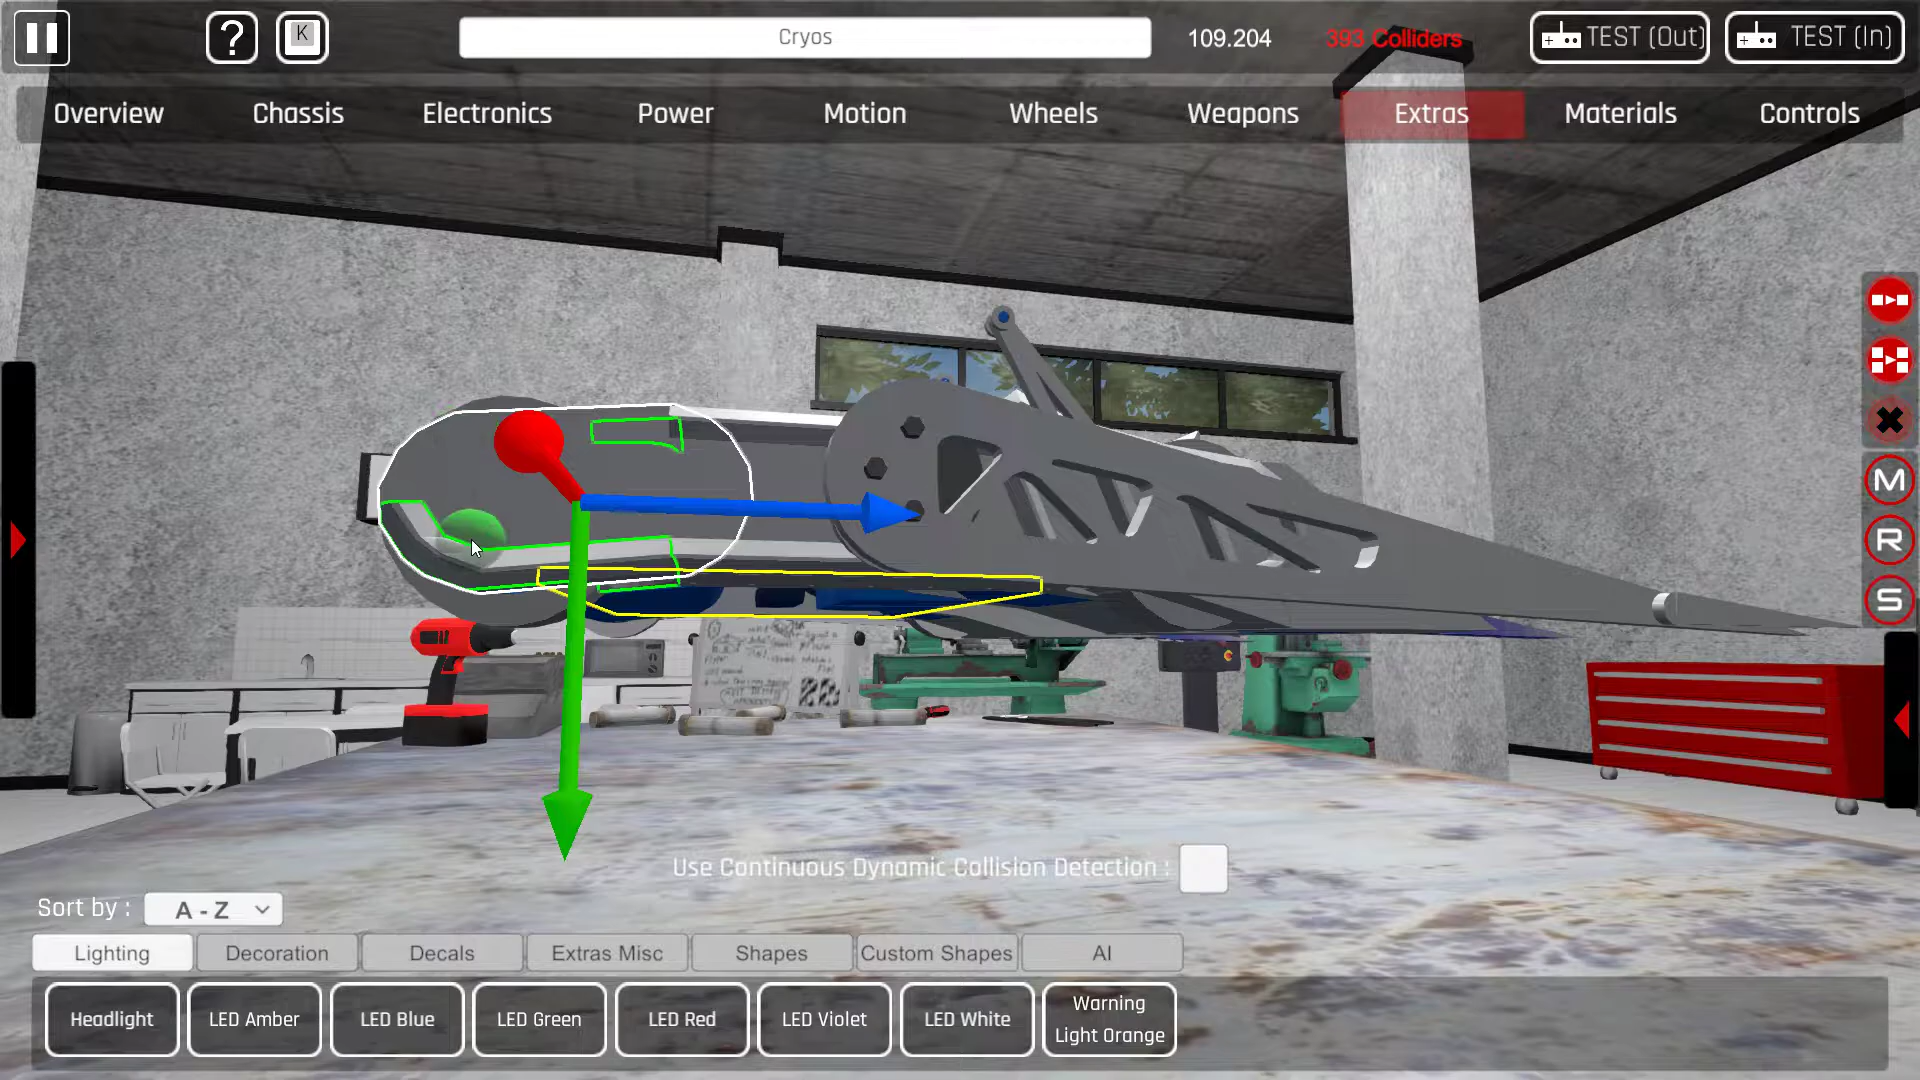 ?
K
Cryos
109.204
393 Colliders
TEST (Out)
TEST (In)
Overview
Chassis
Electronics
Power
Motion
Wheels
Weapons
Extras
Materials
Controls
M
R
S
Use Continuous Dynamic Collision Detection :
Sort by :
A - Z
Lighting
Decoration
Decals
Extras Misc
Shapes
Custom Shapes
AI
Headlight
LED Amber
LED Blue
LED Green
LED Red
LED Violet
LED White
Warning
Light Orange